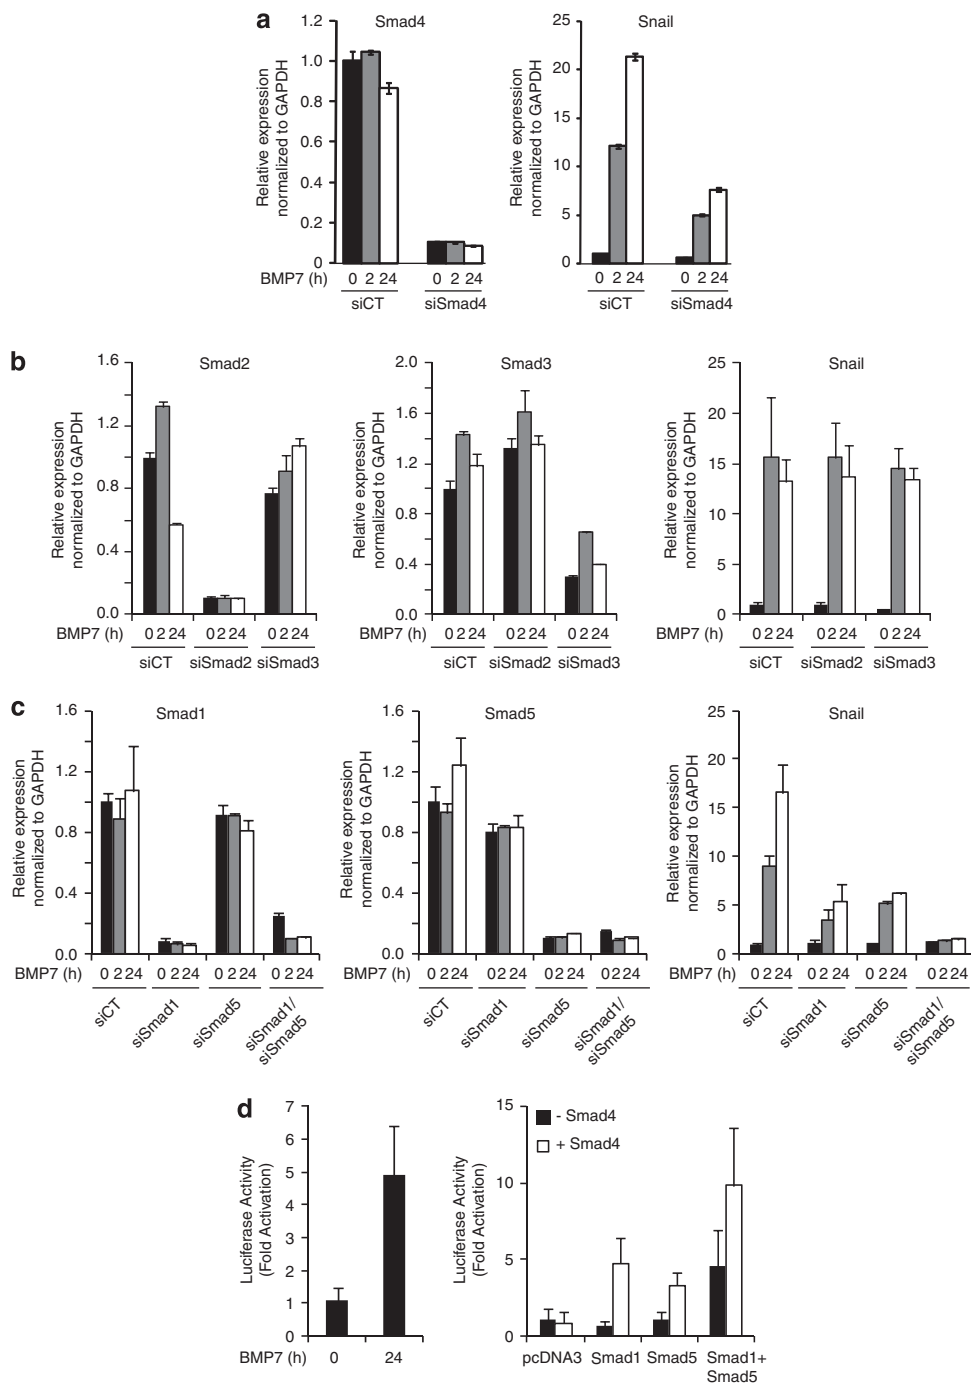 a
Smad4
Relative expression
normalized to GAPDH
1.2
1.0
0.8
0.6
0.4
0.2
0
BMP7 (h)
0 2 24
0 2 24
siCT
siSmad4
Snail
Relative expression
normalized to GAPDH
25
20
15
10
5
0
0 2 24
0 2 24
siCT
siSmad4
b
Smad2
Relative expression
normalized to GAPDH
1.6
1.2
0.8
0.4
0.0
BMP7 (h)
0 2 24
0 2 24
0 2 24
siCT
siSmad2
siSmad3
Smad3
Relative expression
normalized to GAPDH
2.0
1.6
1.2
0.8
0.4
0.0
BMP7 (h)
0 2 24
0 2 24
0 2 24
siCT
siSmad2
siSmad3
Snail
Relative expression
normalized to GAPDH
25
20
15
10
5
0
BMP7 (h)
0 2 24
0 2 24
0 2 24
siCT
siSmad2
siSmad3
c
Smad1
Relative expression
normalized to GAPDH
1.6
1.2
0.8
0.4
0.0
BMP7 (h)
0 2 24
0 2 24
0 2 24
0 2 24
siCT
siSmad1
siSmad5
siSmad1/
siSmad5
Smad5
Relative expression
normalized to GAPDH
1.6
1.2
0.8
0.4
0.0
BMP7 (h)
0 2 24
0 2 24
0 2 24
0 2 24
siCT
siSmad1
siSmad5
siSmad1/
siSmad5
Snail
Relative expression
normalized to GAPDH
25
20
15
10
5
0
BMP7 (h)
0 2 24
0 2 24
0 2 24
0 2 24
siCT
siSmad1
siSmad5
siSmad1/
siSmad5
d
Luciferase Activity
(Fold Activation)
7
6
5
4
3
2
1
0
BMP7 (h)
0
24
Luciferase Activity
(Fold Activation)
15
10
5
0
- Smad4
+ Smad4
pcDNA3
Smad1
Smad5
Smad1+
Smad5